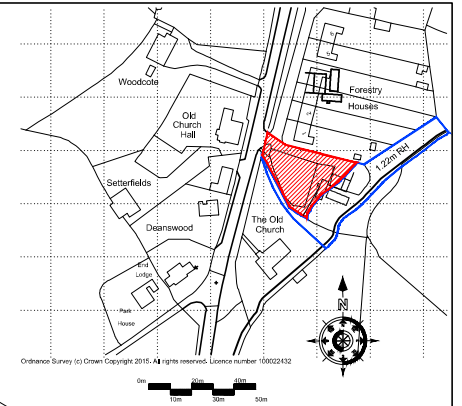 Woodcote
Forestry
Houses
Old
Church
Hall
1.22m RH
Setterfields
Deanswood
The Old
Church
End
Lodge
Park
House
N
Ordnance Survey (c) Crown Copyright 2015. All rights reserved. Licence number 100022432
0m 20m 40m
10m 30m 50m